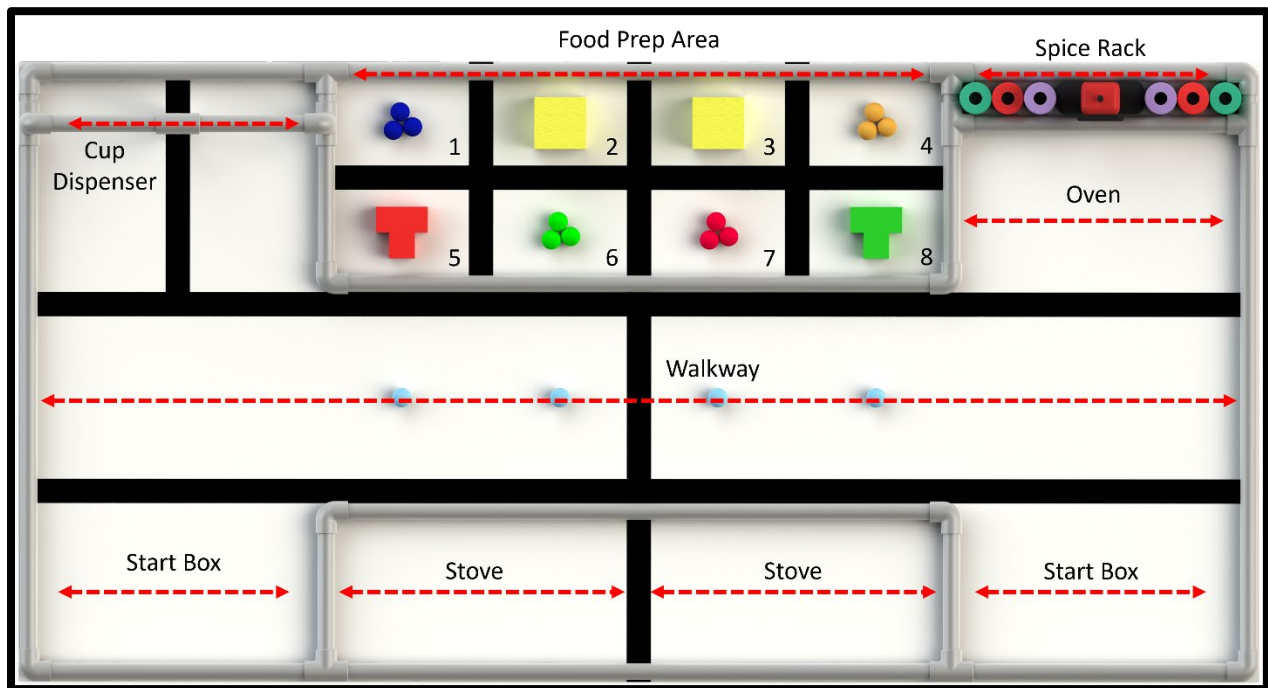 Food Prep Area
Spice Rack
Cup
Dispenser
1
2
3
4
Oven
5
6
7
8
Walkway
Start Box
Stove
Stove
Start Box